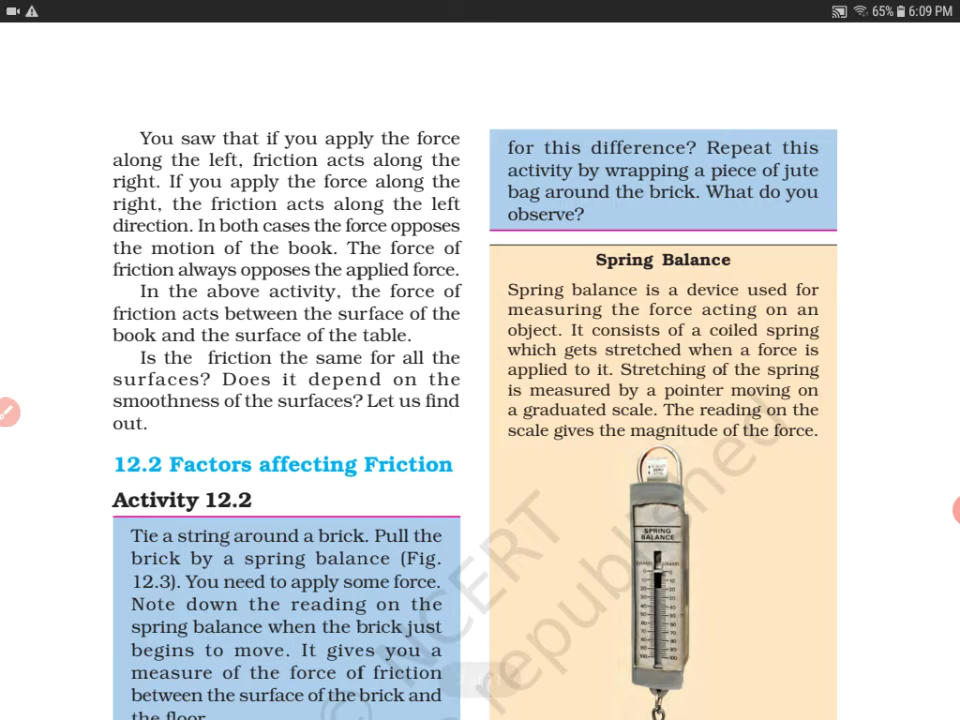 65% 6:09 PM
You saw that if you apply the force
along the left, friction acts along the
right. If you apply the force along the
right, the friction acts along the left
direction. In both cases the force opposes
the motion of the book. The force of
friction always opposes the applied force.
In the above activity, the force of
friction acts between the surface of the
book and the surface of the table.
Is the friction the same for all the
surfaces? Does it depend on the
smoothness of the surfaces? Let us find
out.
12.2 Factors affecting Friction
Activity 12.2
Tie a string around a brick. Pull the
brick by a spring balance (Fig.
12.3). You need to apply some force.
Note down the reading on the
spring balance when the brick just
begins to move. It gives you a
measure of the force of friction
between the surface of the brick and
the floor.
for this difference? Repeat this
activity by wrapping a piece of jute
bag around the brick. What do you
observe?
Spring Balance
Spring balance is a device used for
measuring the force acting on an
object. It consists of a coiled spring
which gets stretched when a force is
applied to it. Stretching of the spring
is measured by a pointer moving on
a graduated scale. The reading on the
scale gives the magnitude of the force.
SPRING
BALANCE
© NCERT
republished